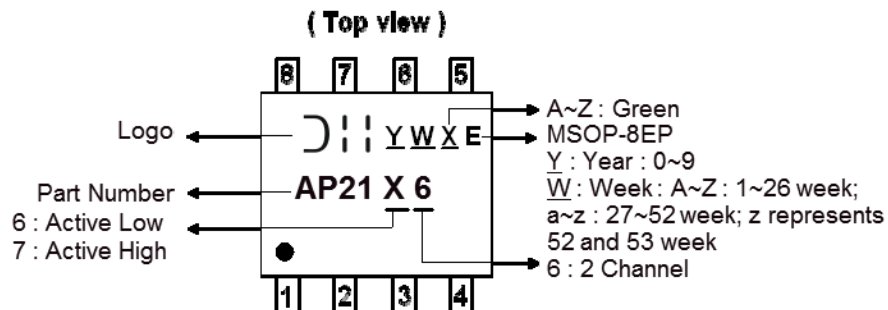 ( Top view )
8 7 6 5
Logo
Y W X E
A~Z : Green
MSOP-8EP
Y : Year : 0~9
W : Week : A~Z : 1~26 week;
a~z : 27~52 week; z represents
52 and 53 week
6 : 2 Channel
Part Number
AP21 X 6
6 : Active Low
7 : Active High
1 2 3 4